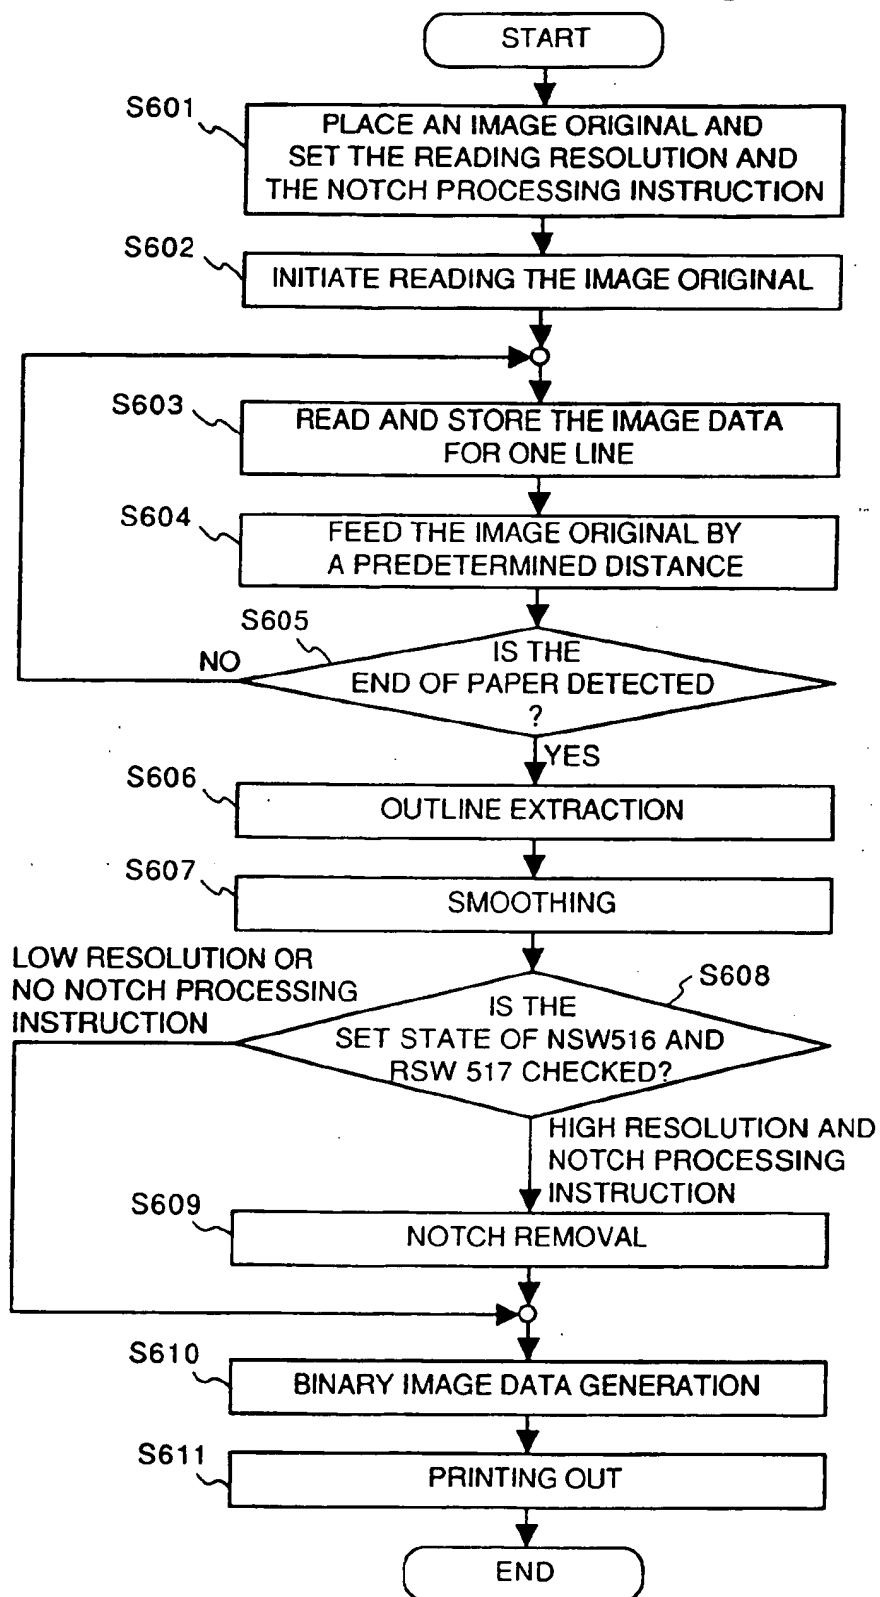 START
S601
PLACE AN IMAGE ORIGINAL AND
SET THE READING RESOLUTION AND
THE NOTCH PROCESSING INSTRUCTION
S602
INITIATE READING THE IMAGE ORIGINAL
S603
READ AND STORE THE IMAGE DATA
FOR ONE LINE
S604
FEED THE IMAGE ORIGINAL BY
A PREDETERMINED DISTANCE
S605
NO
IS THE
END OF PAPER DETECTED
?
YES
S606
OUTLINE EXTRACTION
S607
SMOOTHING
LOW RESOLUTION OR
NO NOTCH PROCESSING
INSTRUCTION
S608
IS THE
SET STATE OF NSW516 AND
RSW 517 CHECKED?
HIGH RESOLUTION AND
NOTCH PROCESSING
INSTRUCTION
S609
NOTCH REMOVAL
S610
BINARY IMAGE DATA GENERATION
S611
PRINTING OUT
END